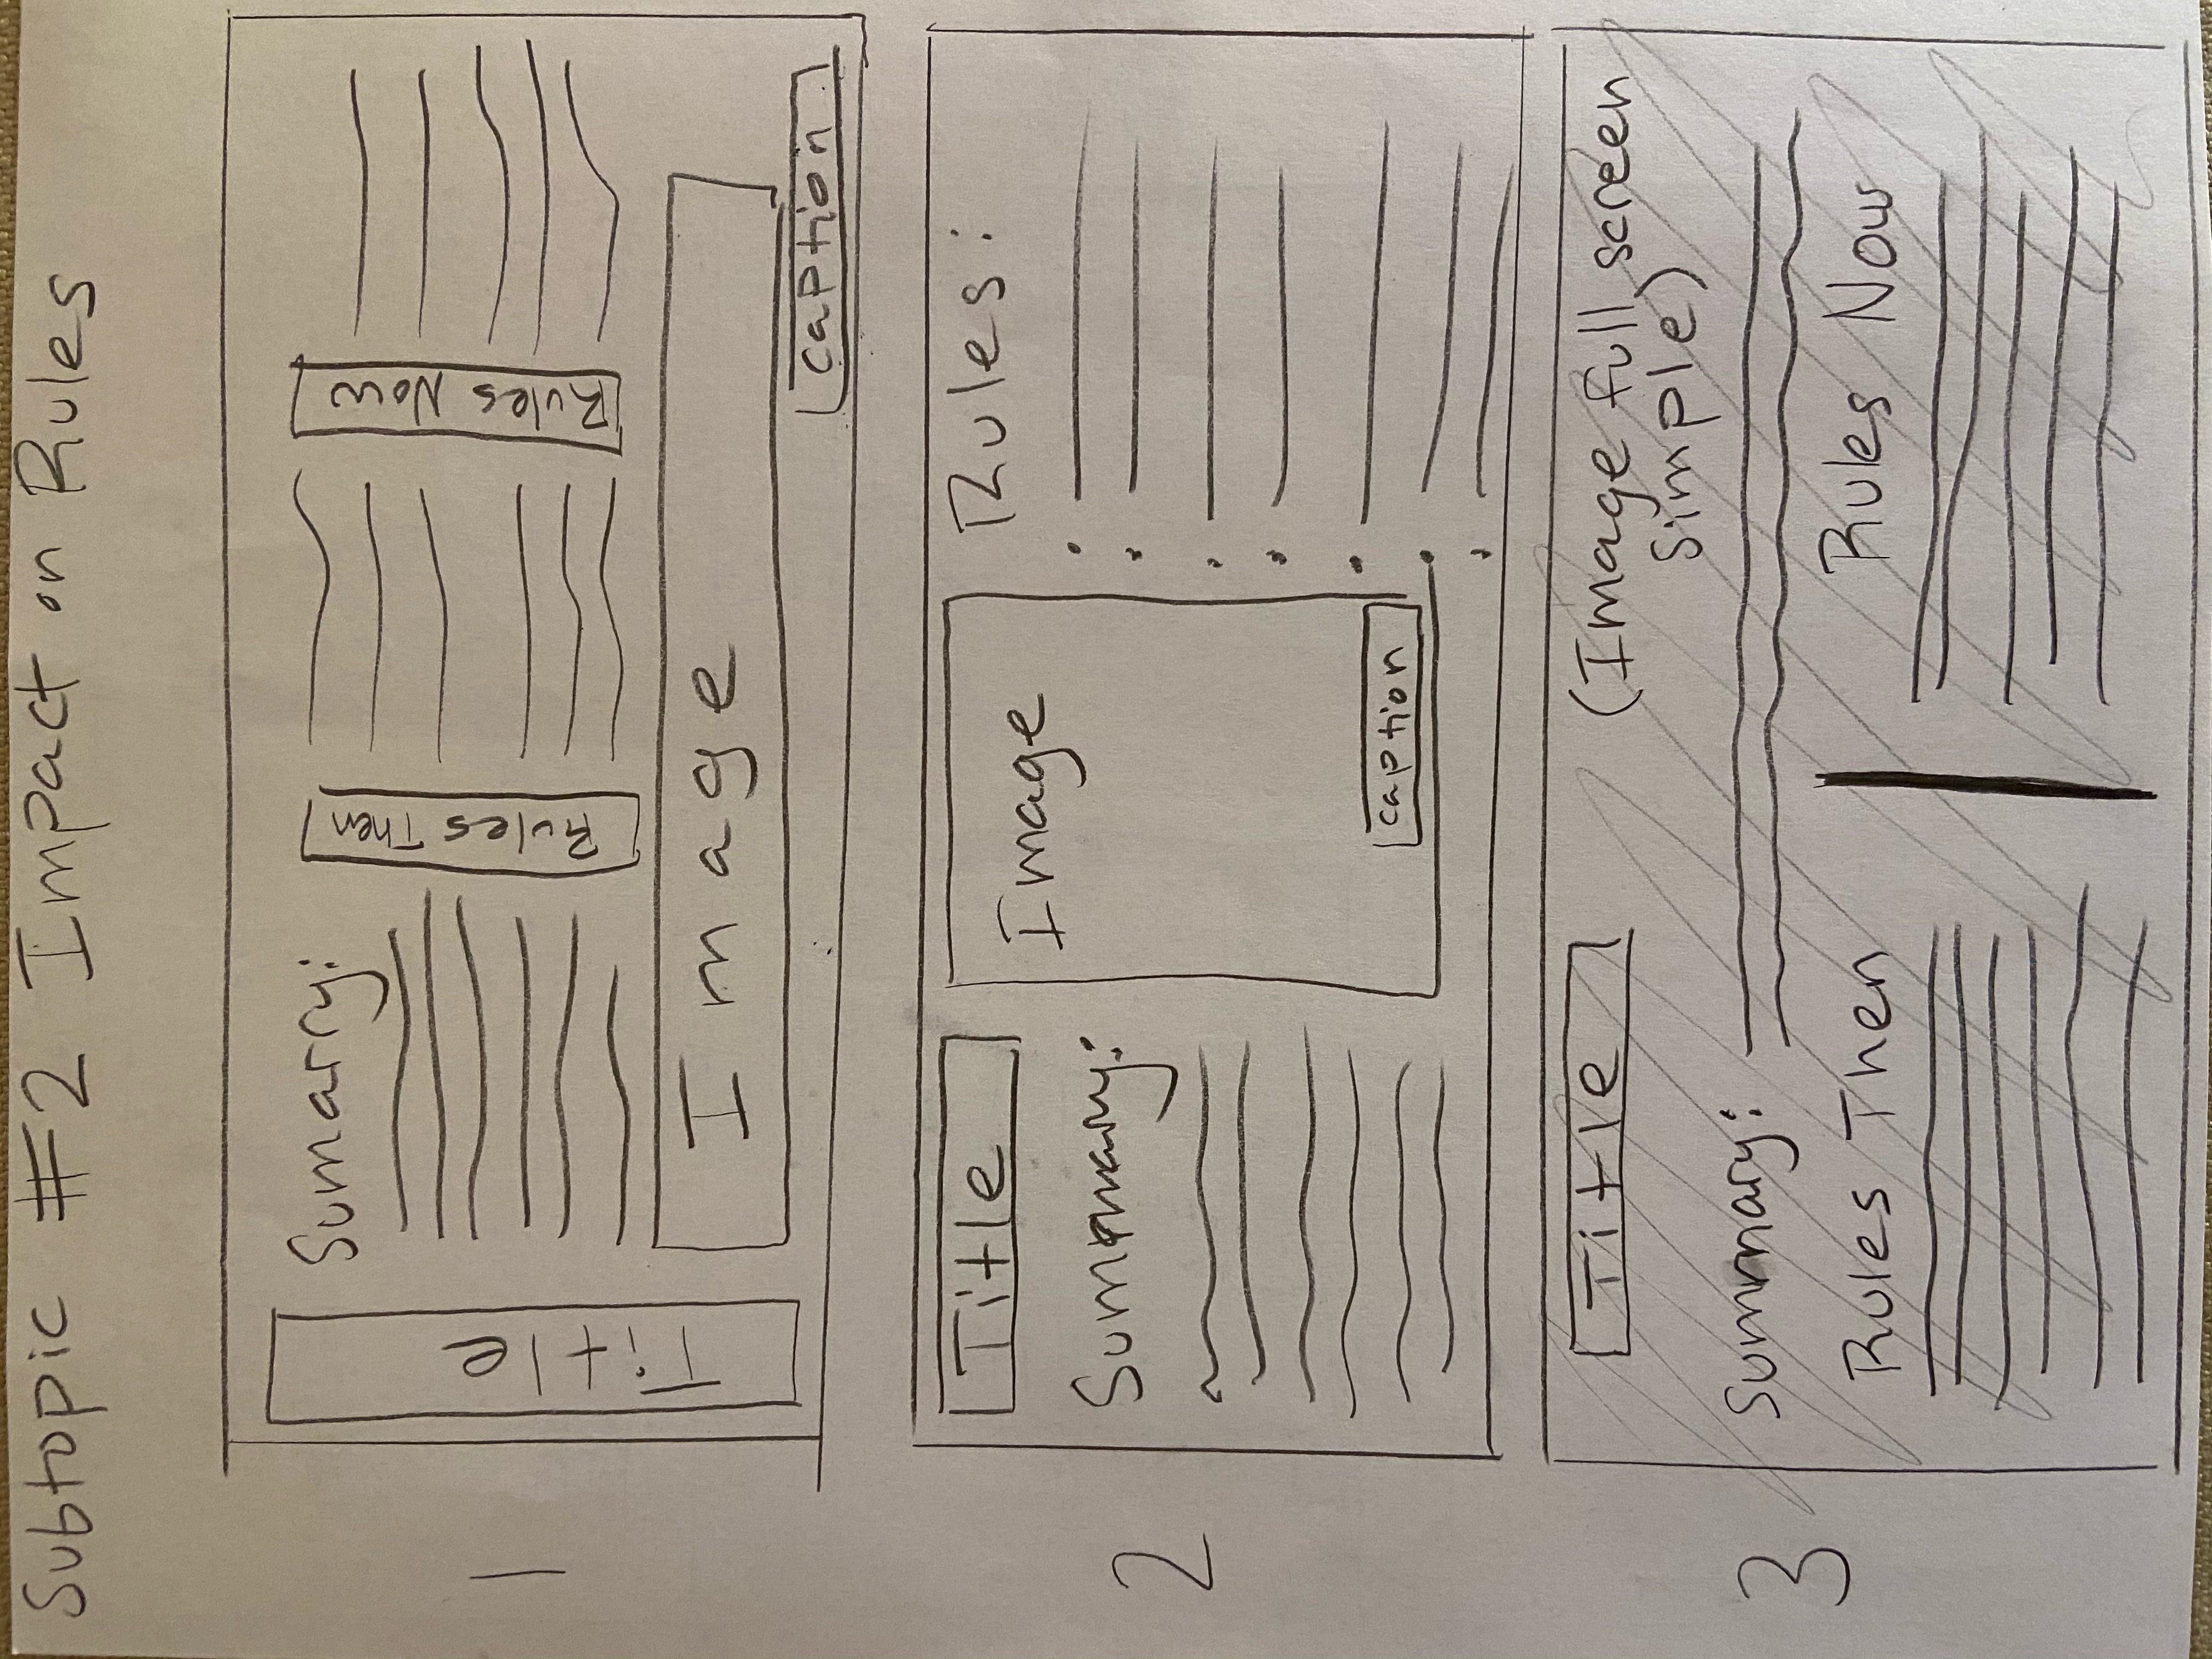 Subtopic #2 Impact on Rules
1
Title
Sumarry:
Rules Then
Rules Now
Image
caption
2
Title
Summary:
Image
caption
Rules:
3
Title
(Image full screen
simple)
Summary:
Rules Then
Rules Now